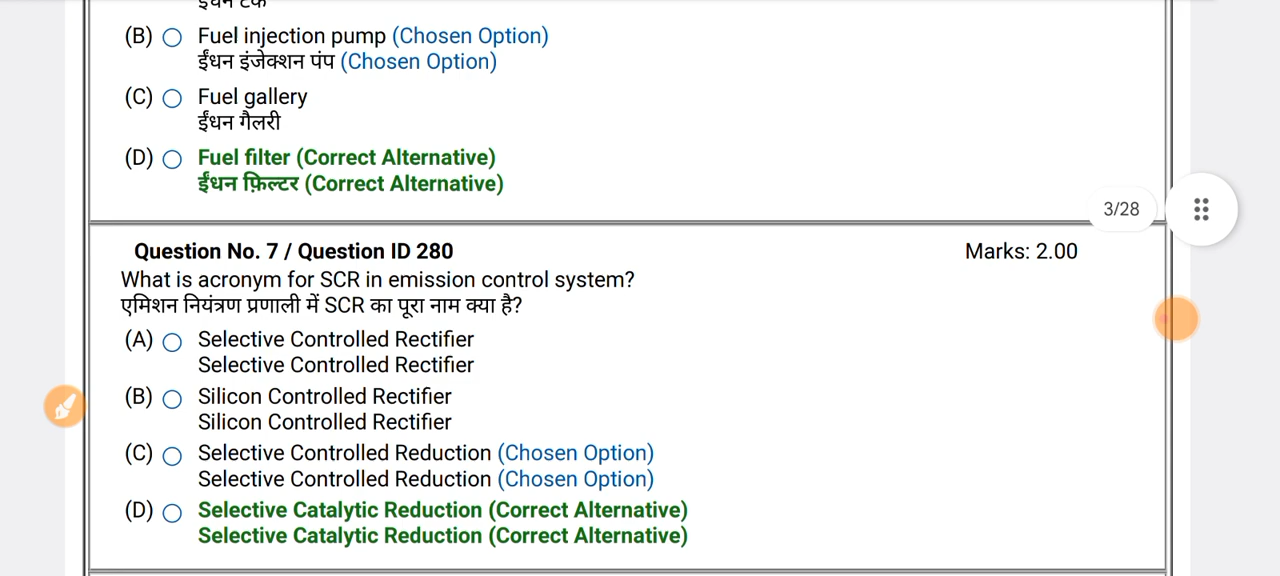 (B) Fuel injection pump (Chosen Option)
ईंधन इंजेक्शन पंप (Chosen Option)
(C) Fuel gallery
ईंधन गैलरी
(D) Fuel filter (Correct Alternative)
ईंधन फ़िल्टर (Correct Alternative)
3/28
Question No. 7 / Question ID 280 Marks: 2.00
What is acronym for SCR in emission control system?
एमिशन नियंत्रण प्रणाली में SCR का पूरा नाम क्या है?
(A) Selective Controlled Rectifier
Selective Controlled Rectifier
(B) Silicon Controlled Rectifier
Silicon Controlled Rectifier
(C) Selective Controlled Reduction (Chosen Option)
Selective Controlled Reduction (Chosen Option)
(D) Selective Catalytic Reduction (Correct Alternative)
Selective Catalytic Reduction (Correct Alternative)